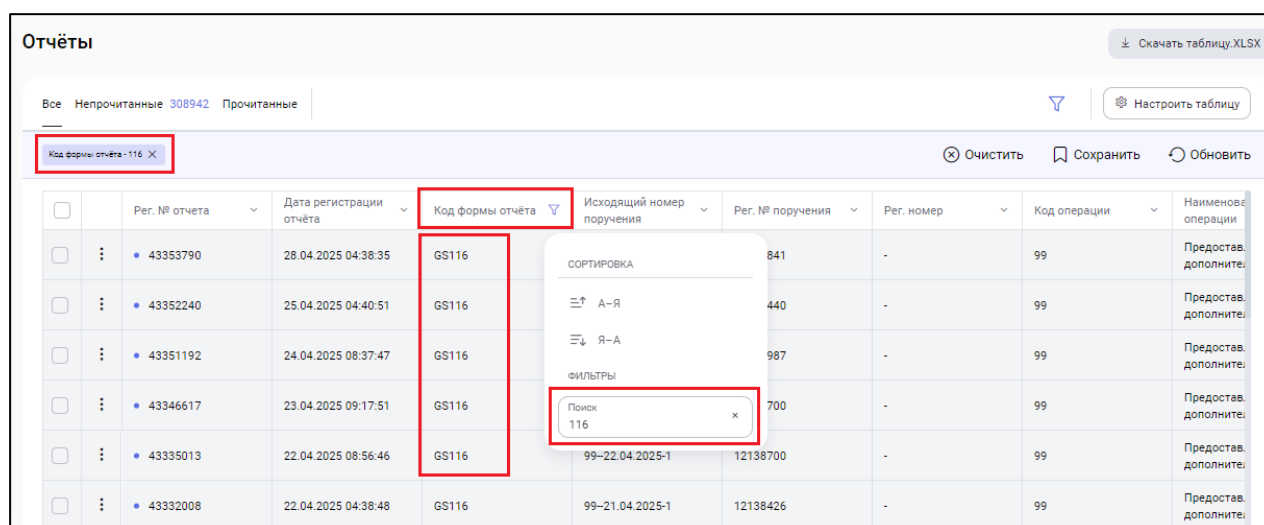 Отчёты
Скачать таблицу.XLSX
Все Непрочитанные 308942 Прочитанные
Настроить таблицу
Код формы отчёта - 116 ×
Очистить Сохранить Обновить
Рег. № отчета Дата регистрации отчёта Код формы отчёта Исходящий номер поручения Рег. № поручения Рег. номер Код операции Наименова операции
43353790 28.04.2025 04:38:35 GS116 841 - 99 Предостав. дополнител
43352240 25.04.2025 04:40:51 GS116 440 - 99 Предостав. дополнител
43351192 24.04.2025 08:37:47 GS116 987 - 99 Предостав. дополнител
43346617 23.04.2025 09:17:51 GS116 700 - 99 Предостав. дополнител
43335013 22.04.2025 08:56:46 GS116 99--22.04.2025-1 12138700 - 99 Предостав. дополнител
43332008 22.04.2025 04:38:48 GS116 99--21.04.2025-1 12138426 - 99 Предостав. дополнител
СОРТИРОВКА
А–Я
Я–А
ФИЛЬТРЫ
Поиск
116 ×